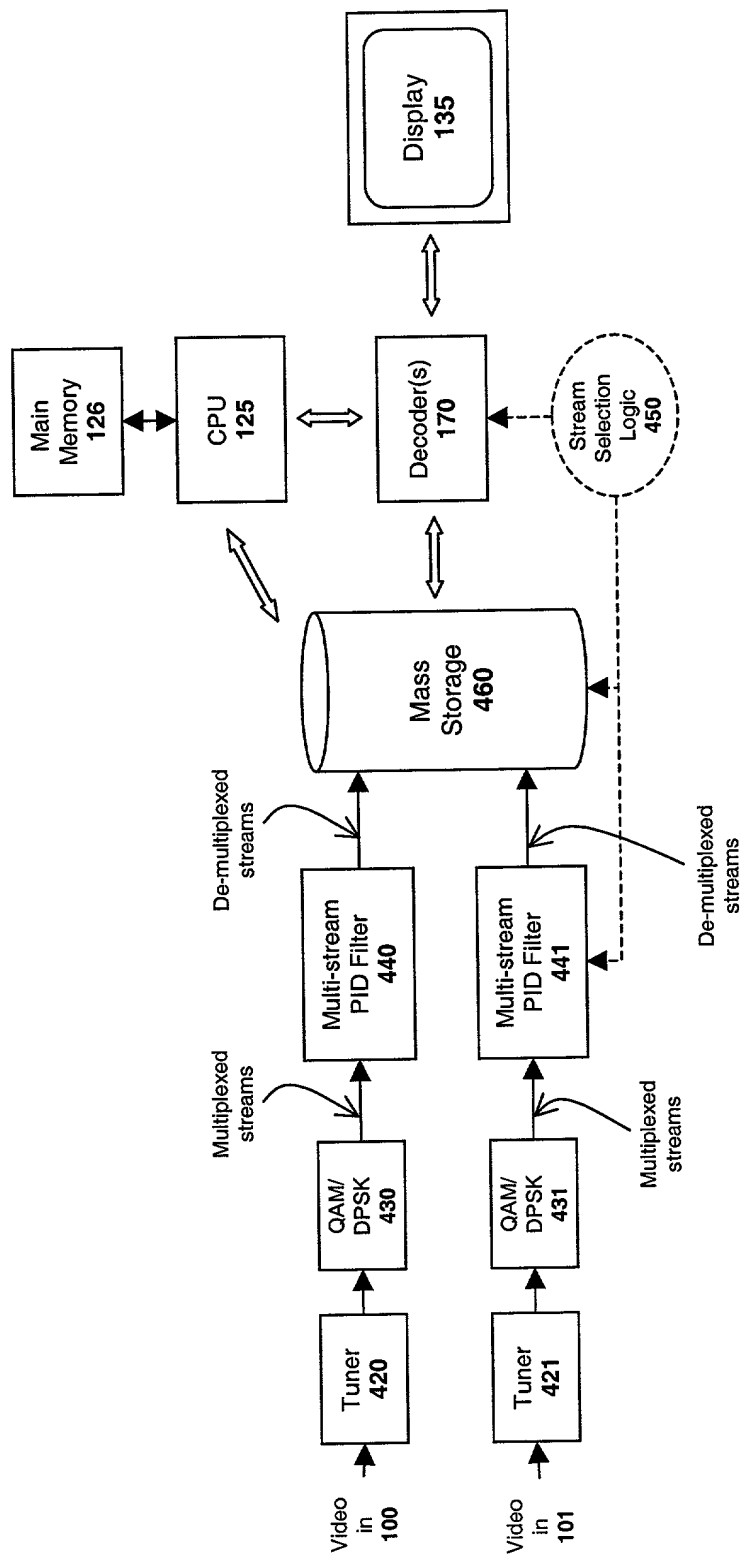 Video
in
100
Tuner
420
QAM/
DPSK
430
Multiplexed
streams
Multi-stream
PID Filter
440
De-multiplexed
streams
Video
in
101
Tuner
421
QAM/
DPSK
431
Multiplexed
streams
Multi-stream
PID Filter
441
De-multiplexed
streams
Mass
Storage
460
Main
Memory
126
CPU
125
Decoder(s)
170
Stream
Selection
Logic
450
Display
135